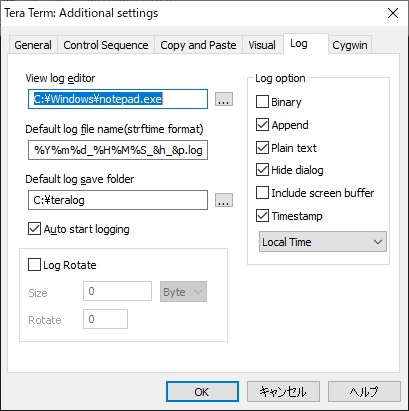 Tera Term: Additional settings
General
Control Sequence
Copy and Paste
Visual
Log
Cygwin
View log editor
C:¥Windows¥notepad.exe
...
Default log file name(strftime format)
%Y%m%d_%H%M%S_&h_&p.log
Default log save folder
C:¥teralog
...
Auto start logging
Log Rotate
Size
0
Byte
Rotate
0
Log option
Binary
Append
Plain text
Hide dialog
Include screen buffer
Timestamp
Local Time
OK
キャンセル
ヘルプ